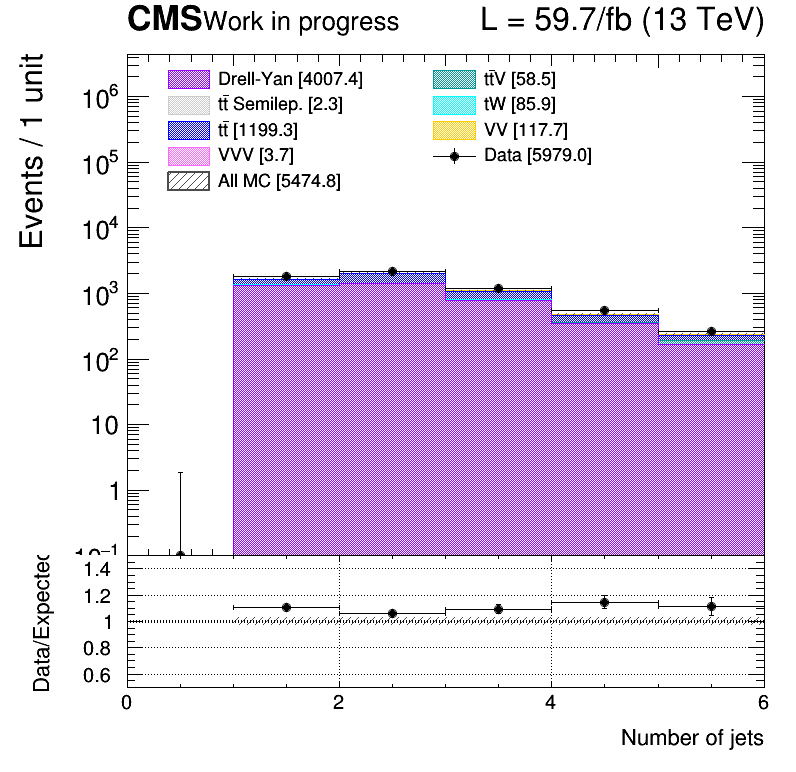 CMS Work in progress L = 59.7/fb (13 TeV)
Events / 1 unit
Drell-Yan [4007.4]
tt̄ Semilep. [2.3]
tt̄ [1199.3]
VVV [3.7]
All MC [5474.8]
tt̄V [58.5]
tW [85.9]
VV [117.7]
Data [5979.0]
10⁶
10⁵
10⁴
10³
10²
10
1
Data/Expected
1.4
1.2
1
0.8
0.6
0 2 4 6
Number of jets